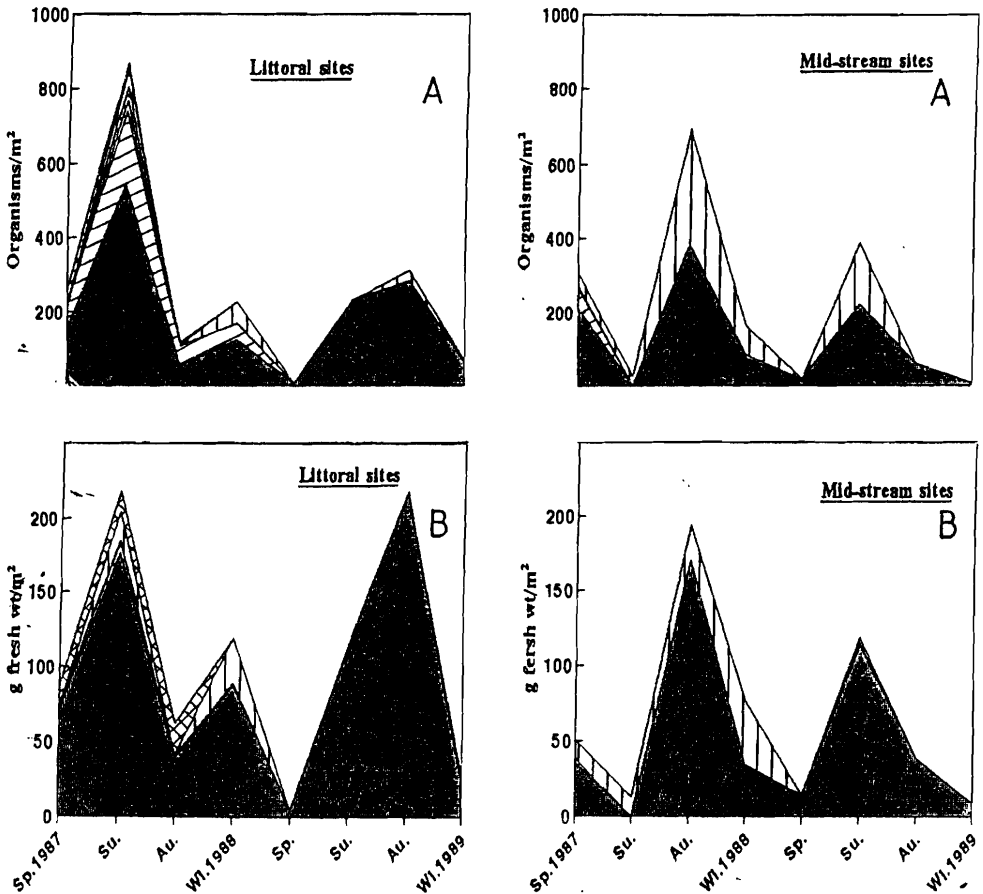 1000
800
600
400
200
Organisms/m²
Littoral sites
A
1000
800
600
400
200
Organisms/m²
Mid-stream sites
A
200
150
100
50
0
g fresh wt/m²
Littoral sites
B
Sp.1987
Su.
Au.
Wi.1988
Sp.
Su.
Au.
Wi.1989
200
150
100
50
0
g fersh wt/m²
Mid-stream sites
B
Sp.1987
Su.
Au.
Wi.1988
Sp.
Su.
Au.
Wi.1989